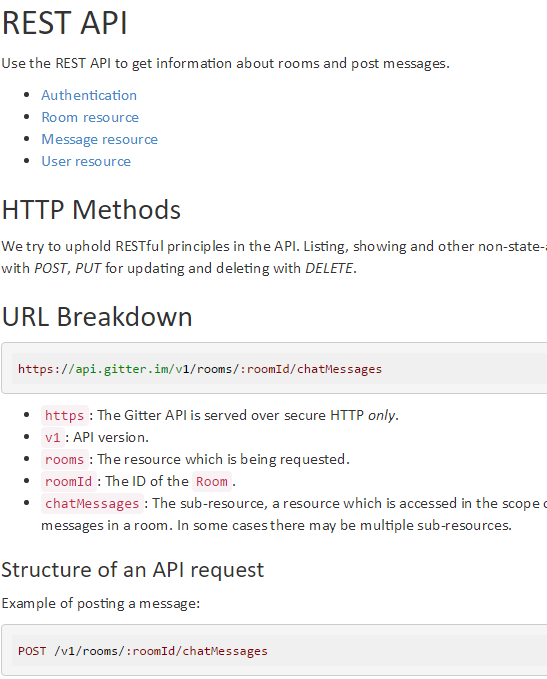 REST API
Use the REST API to get information about rooms and post messages.
Authentication
Room resource
Message resource
User resource
HTTP Methods
We try to uphold RESTful principles in the API. Listing, showing and other non-state-
with POST, PUT for updating and deleting with DELETE.
URL Breakdown
https://api.gitter.im/v1/rooms/:roomId/chatMessages
https: The Gitter API is served over secure HTTP only.
v1: API version.
rooms: The resource which is being requested.
roomId: The ID of the Room.
chatMessages: The sub-resource, a resource which is accessed in the scope
messages in a room. In some cases there may be multiple sub-resources.
Structure of an API request
Example of posting a message:
POST /v1/rooms/:roomId/chatMessages